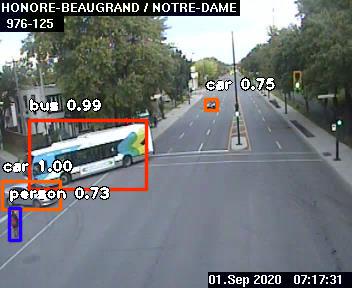 HONORE-BEAUGRAND / NOTRE-DAME
976-125
car 0.75
bus 0.99
car 1.00
person 0.73
01.Sep 2020 07:17:31